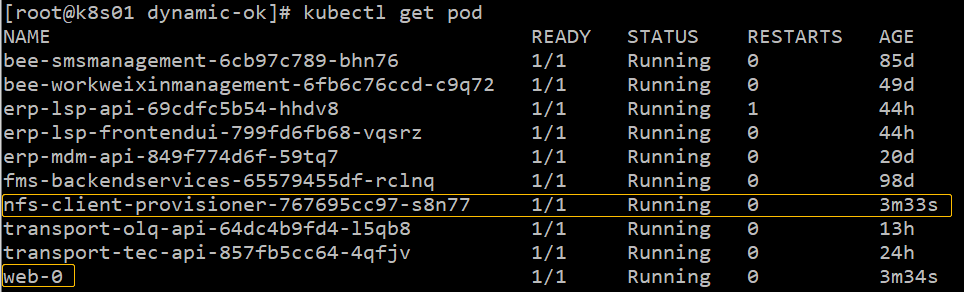 [root@k8s01 dynamic-ok]# kubectl get pod
NAME READY STATUS RESTARTS AGE
bee-smsmanagement-6cb97c789-bhn76 1/1 Running 0 85d
bee-workweixinmanagement-6fb6c76ccd-c9q72 1/1 Running 0 49d
erp-lsp-api-69cdfc5b54-hhdv8 1/1 Running 1 44h
erp-lsp-frontendui-799fd6fb68-vqsrz 1/1 Running 0 44h
erp-mdm-api-849f774d6f-59tq7 1/1 Running 0 20d
fms-backendservices-65579455df-rclnq 1/1 Running 0 98d
nfs-client-provisioner-767695cc97-s8n77 1/1 Running 0 3m33s
transport-olq-api-64dc4b9fd4-l5qb8 1/1 Running 0 13h
transport-tec-api-857fb5cc64-4qfjv 1/1 Running 0 24h
web-0 1/1 Running 0 3m34s